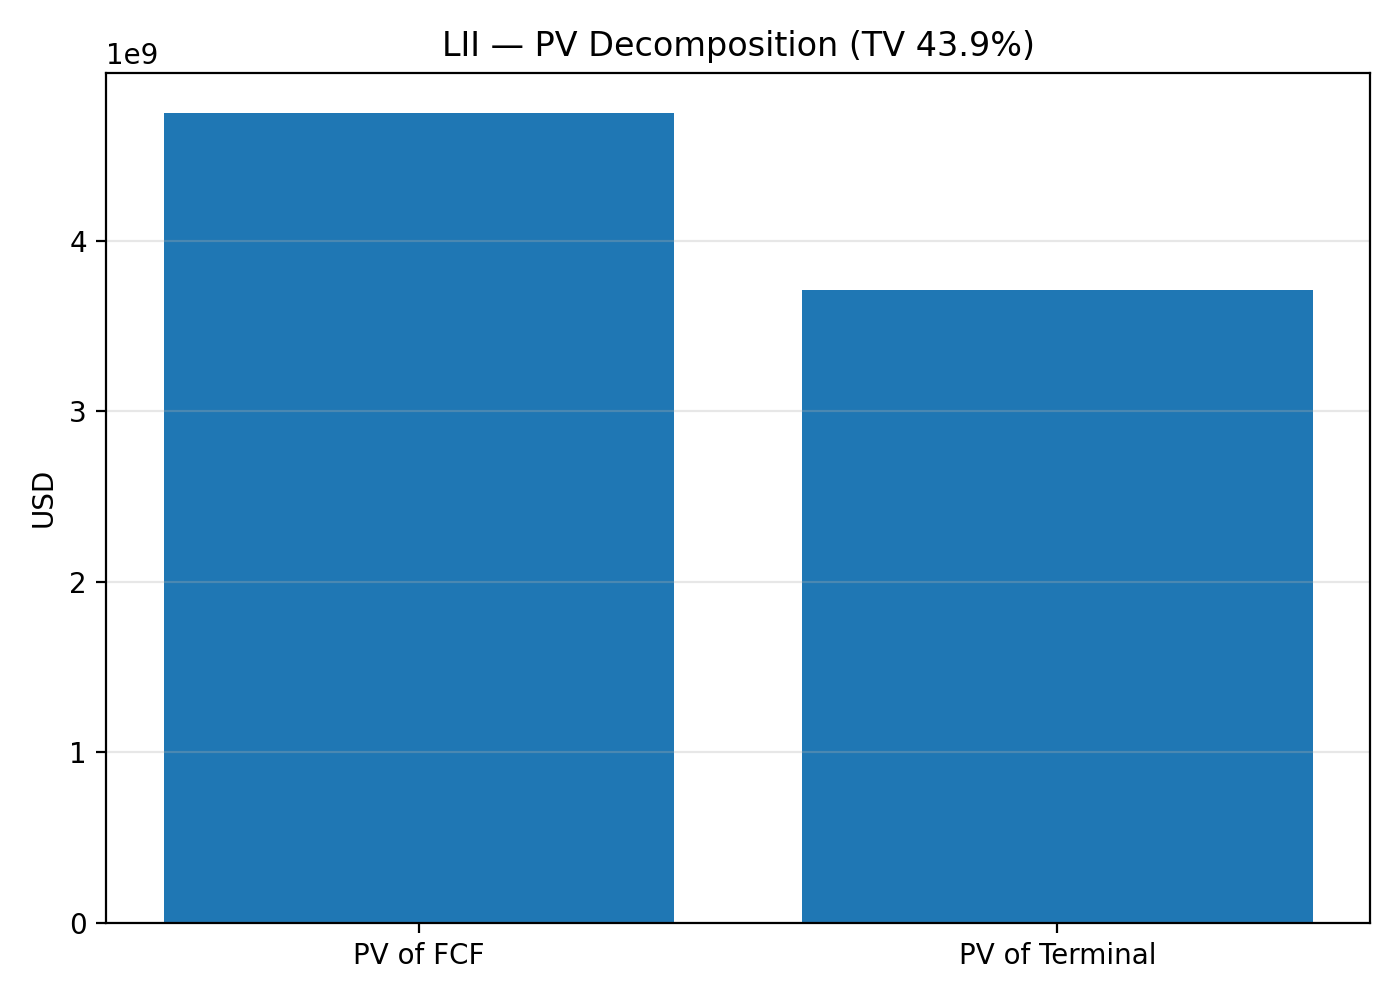 LII — PV Decomposition (TV 43.9%)
1e9
4
3
2
1
0
USD
PV of FCF
PV of Terminal